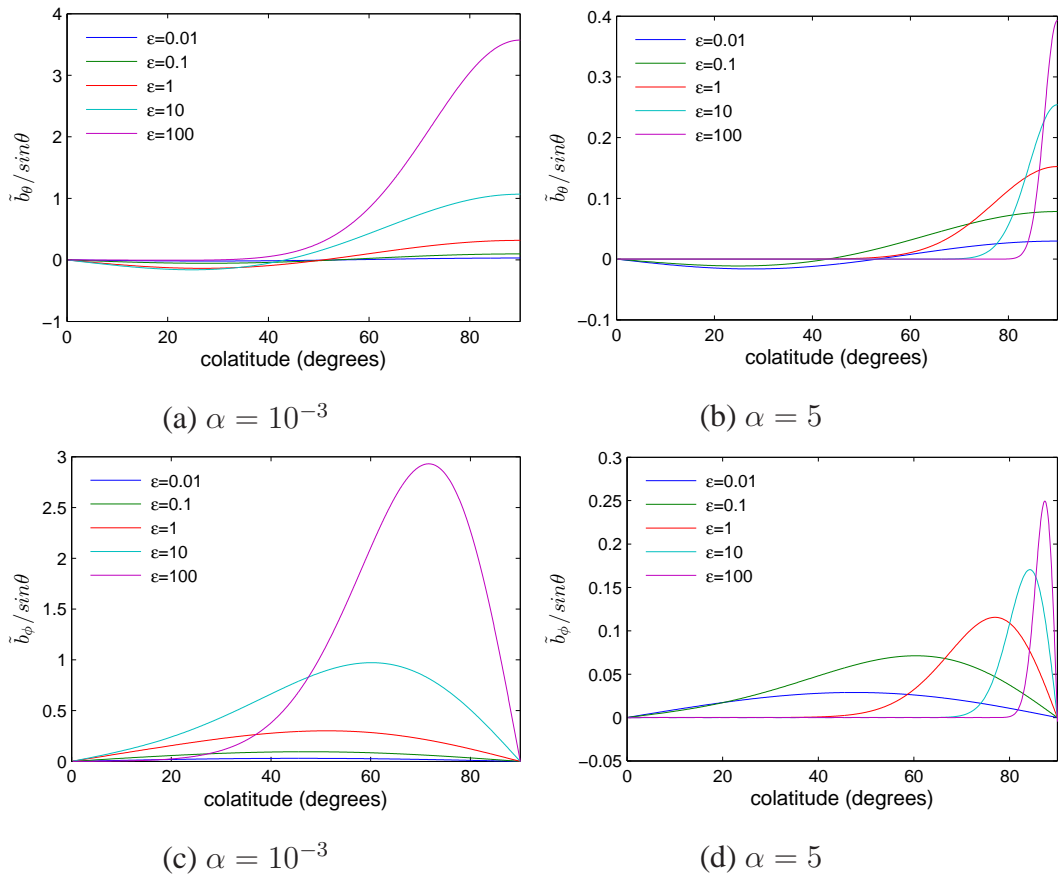 4
3
2
1
0
−1
0
20
40
60
80
ε=0.01
ε=0.1
ε=1
ε=10
ε=100
b̃_θ/sinθ
colatitude (degrees)
(a) α = 10⁻³
0.4
0.3
0.2
0.1
0
−0.1
0
20
40
60
80
ε=0.01
ε=0.1
ε=1
ε=10
ε=100
b̃_θ/sinθ
colatitude (degrees)
(b) α = 5
3
2.5
2
1.5
1
0.5
0
0
20
40
60
80
ε=0.01
ε=0.1
ε=1
ε=10
ε=100
b̃_ϕ/sinθ
colatitude (degrees)
(c) α = 10⁻³
0.3
0.25
0.2
0.15
0.1
0.05
0
−0.05
0
20
40
60
80
ε=0.01
ε=0.1
ε=1
ε=10
ε=100
b̃_ϕ/sinθ
colatitude (degrees)
(d) α = 5